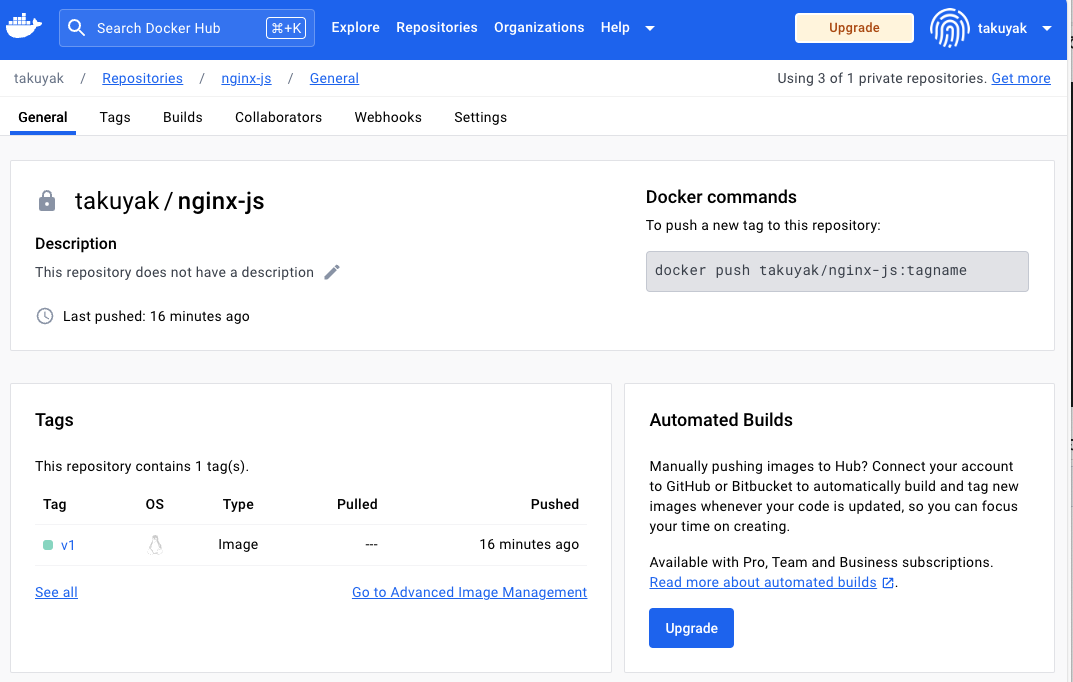 Search Docker Hub ⌘+K Explore Repositories Organizations Help Upgrade takuyak
takuyak / Repositories / nginx-js / General Using 3 of 1 private repositories. Get more
General Tags Builds Collaborators Webhooks Settings
takuyak / nginx-js
Description
This repository does not have a description
Last pushed: 16 minutes ago
Docker commands
To push a new tag to this repository:
docker push takuyak/nginx-js:tagname
Tags
This repository contains 1 tag(s).
Tag OS Type Pulled Pushed
v1 Image --- 16 minutes ago
See all Go to Advanced Image Management
Automated Builds
Manually pushing images to Hub? Connect your account
to GitHub or Bitbucket to automatically build and tag new
images whenever your code is updated, so you can focus
your time on creating.
Available with Pro, Team and Business subscriptions.
Read more about automated builds .
Upgrade